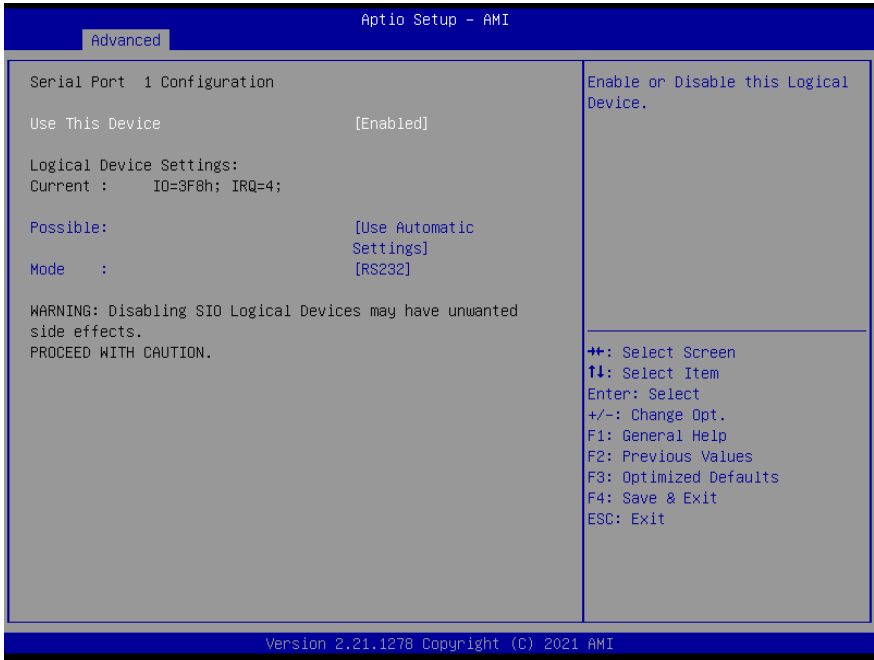 Aptio Setup – AMI
Advanced
Serial Port 1 Configuration
Use This Device [Enabled]
Logical Device Settings:
Current : IO=3F8h; IRQ=4;
Possible: [Use Automatic
Settings]
Mode : [RS232]
WARNING: Disabling SIO Logical Devices may have unwanted
side effects.
PROCEED WITH CAUTION.
Enable or Disable this Logical
Device.
→←: Select Screen
↑↓: Select Item
Enter: Select
+/-: Change Opt.
F1: General Help
F2: Previous Values
F3: Optimized Defaults
F4: Save & Exit
ESC: Exit
Version 2.21.1278 Copyright (C) 2021 AMI